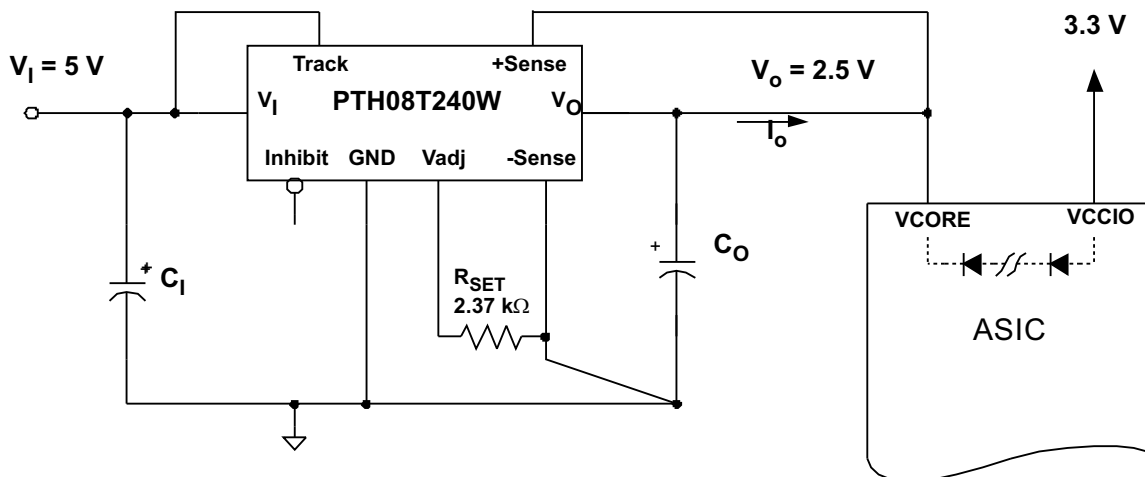 3.3 V
V_I = 5 V
Track
+Sense
V_o = 2.5 V
V_I
PTH08T240W
V_O
I_o
Inhibit
GND
Vadj
-Sense
VCORE
VCCIO
+
C_I
+
C_O
R_SET
2.37 kΩ
ASIC